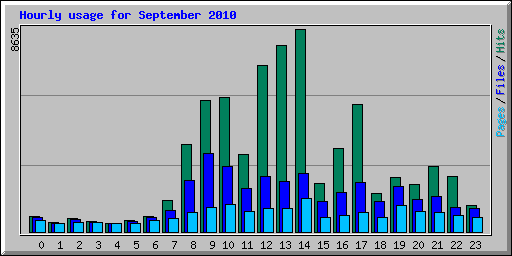 Hourly usage for September 2010
8635
Pages / Files / Hits
0 1 2 3 4 5 6 7 8 9 10 11 12 13 14 15 16 17 18 19 20 21 22 23